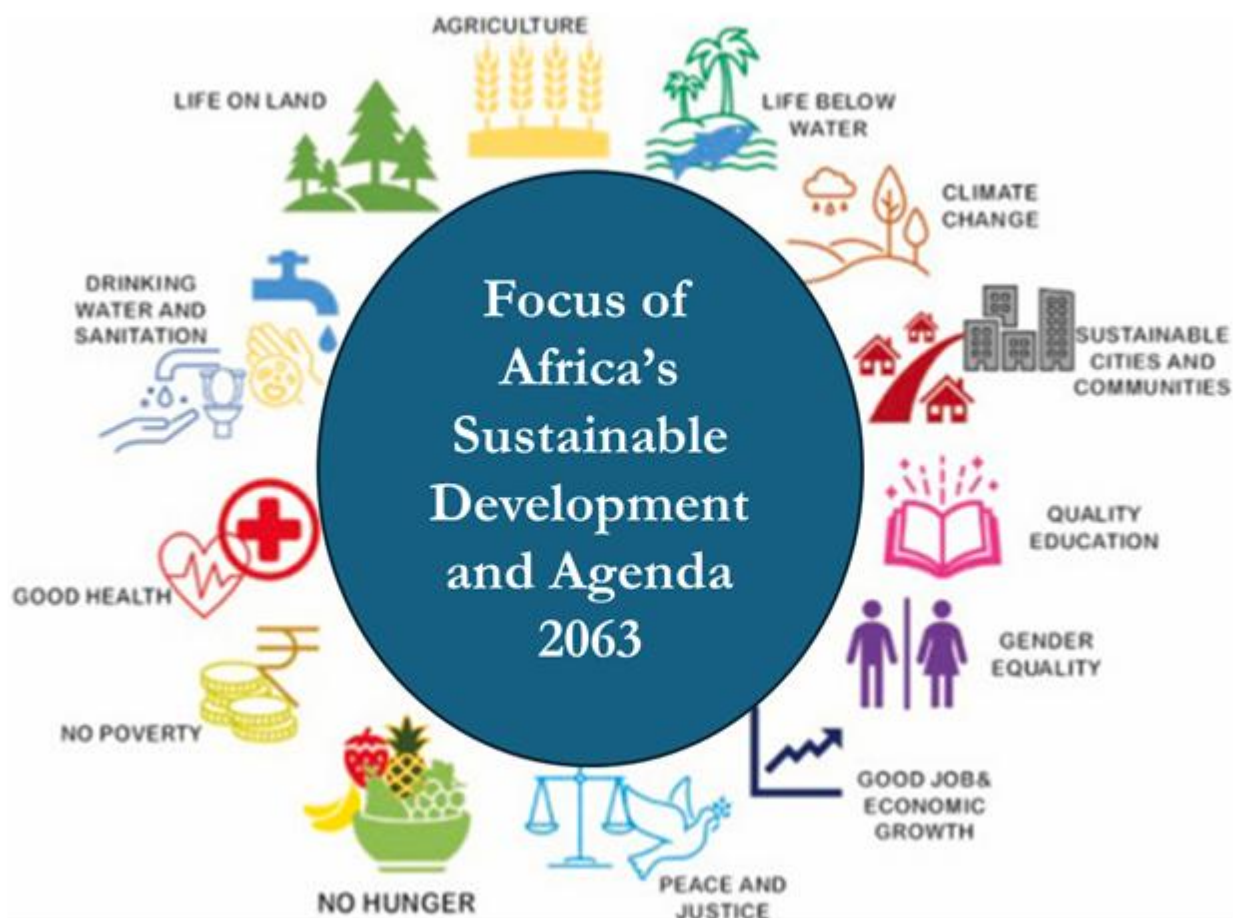 AGRICULTURE
LIFE ON LAND
LIFE BELOW
WATER
CLIMATE
CHANGE
DRINKING
WATER AND
SANITATION
SUSTAINABLE
CITIES AND
COMMUNITIES
Focus of
Africa's
Sustainable
Development
and Agenda
2063
QUALITY
EDUCATION
GOOD HEALTH
GENDER
EQUALITY
NO POVERTY
GOOD JOB&
ECONOMIC
GROWTH
NO HUNGER
PEACE AND
JUSTICE